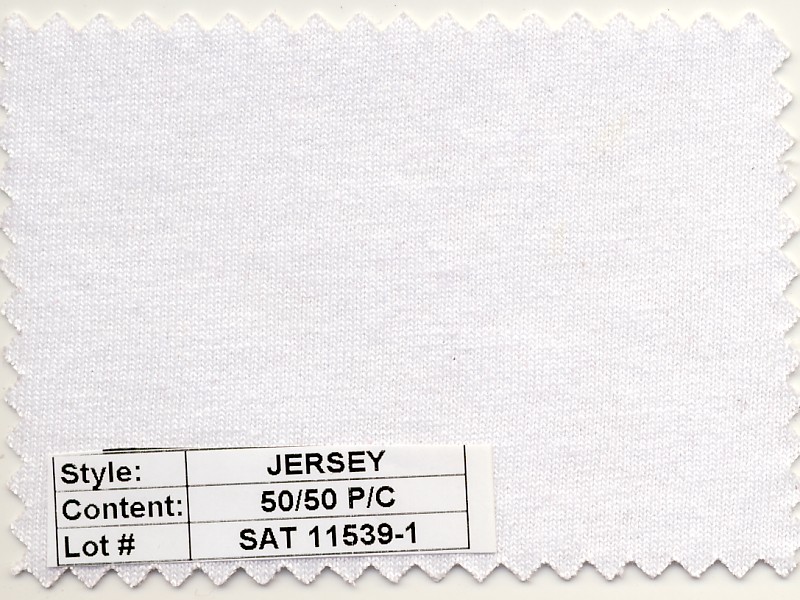 Style: JERSEY
Content: 50/50 P/C
Lot # SAT 11539-1